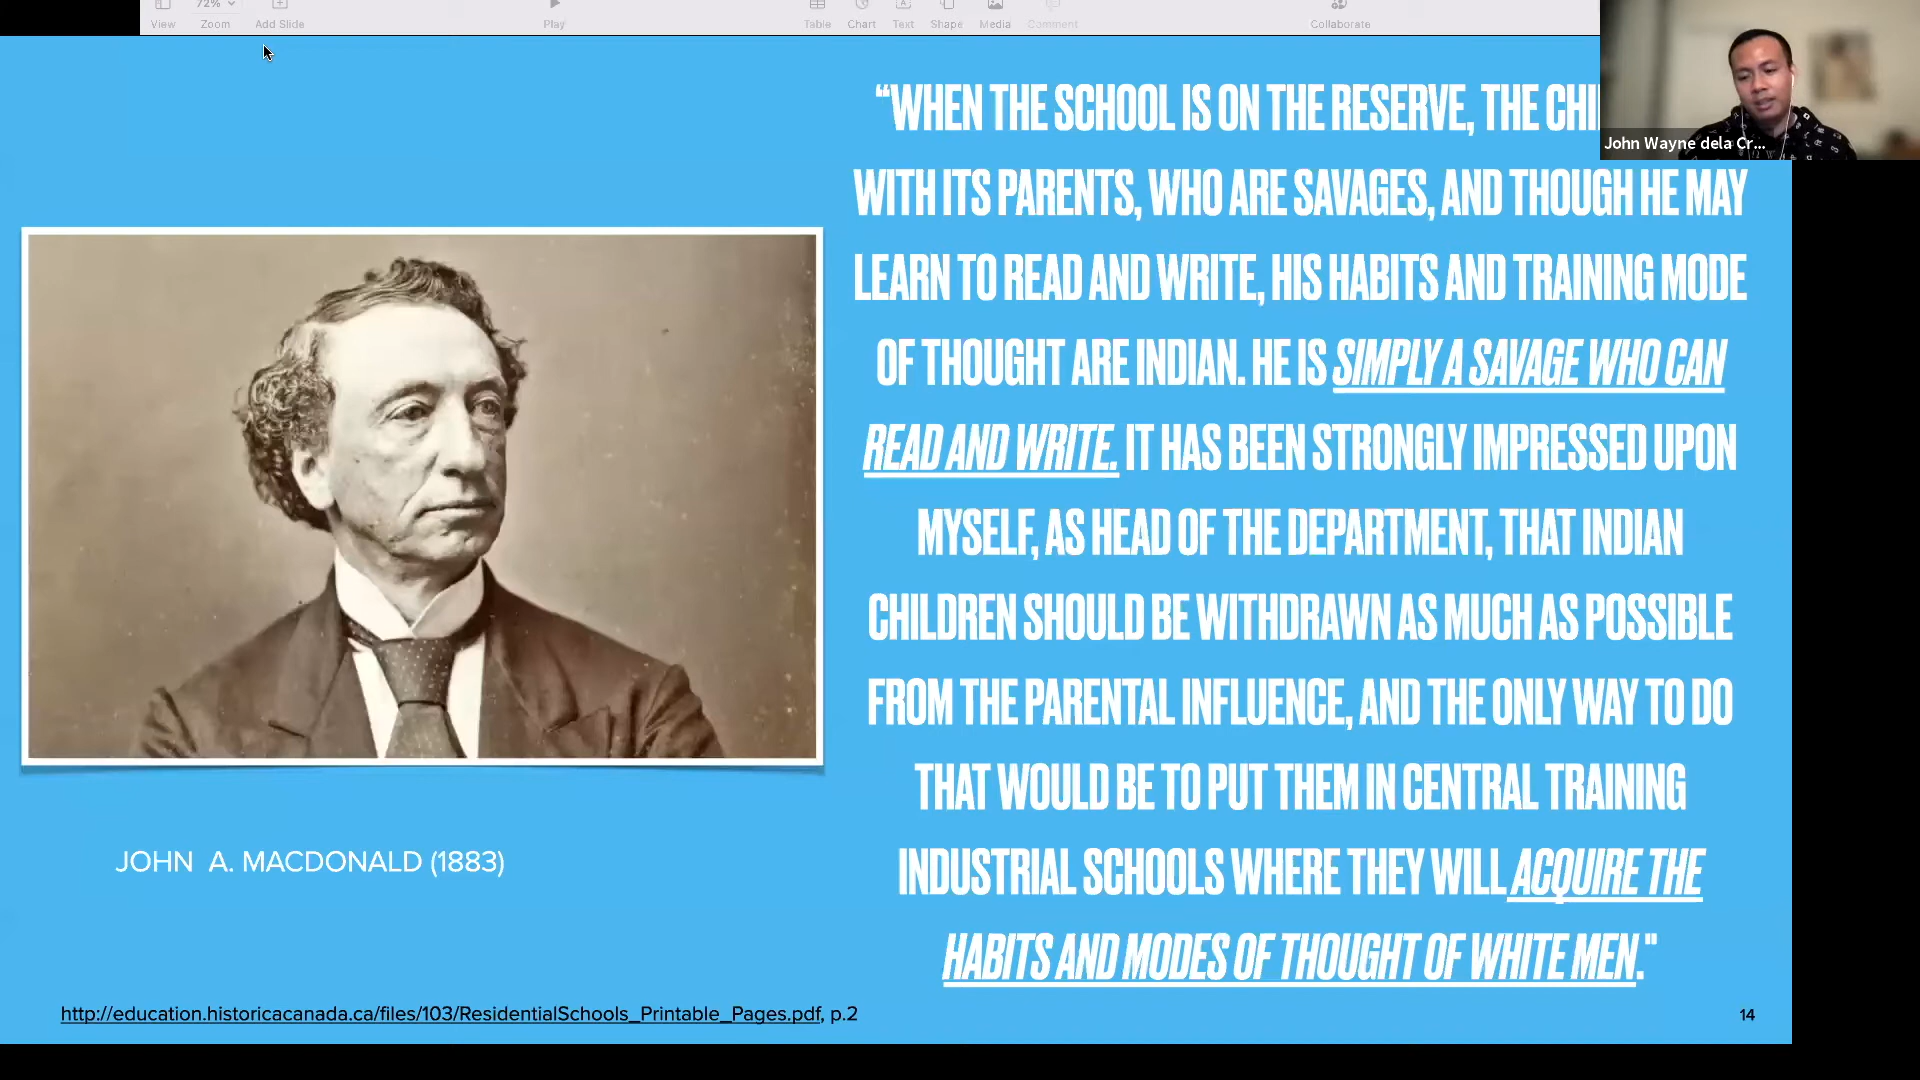 72%
View Zoom Add Slide Play Table Chart Text Shape Media Comment Collaborate
John Wayne dela Cr...
“WHEN THE SCHOOL IS ON THE RESERVE, THE CHI
WITH ITS PARENTS, WHO ARE SAVAGES, AND THOUGH HE MAY
LEARN TO READ AND WRITE, HIS HABITS AND TRAINING MODE
OF THOUGHT ARE INDIAN. HE IS SIMPLY A SAVAGE WHO CAN
READ AND WRITE. IT HAS BEEN STRONGLY IMPRESSED UPON
MYSELF, AS HEAD OF THE DEPARTMENT, THAT INDIAN
CHILDREN SHOULD BE WITHDRAWN AS MUCH AS POSSIBLE
FROM THE PARENTAL INFLUENCE, AND THE ONLY WAY TO DO
THAT WOULD BE TO PUT THEM IN CENTRAL TRAINING
INDUSTRIAL SCHOOLS WHERE THEY WILL ACQUIRE THE
HABITS AND MODES OF THOUGHT OF WHITE MEN."
JOHN A. MACDONALD (1883)
http://education.historicacanada.ca/files/103/ResidentialSchools_Printable_Pages.pdf, p.2
14